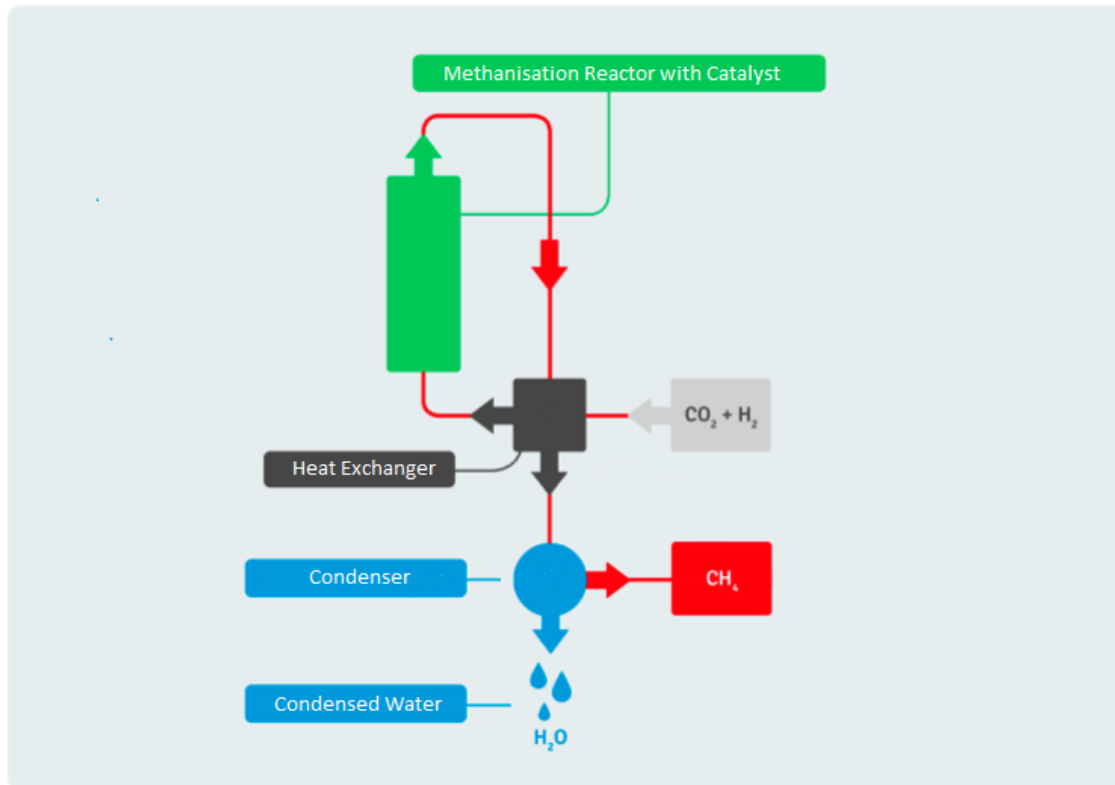 Methanisation Reactor with Catalyst
CO₂ + H₂
Heat Exchanger
Condenser
CH₄
Condensed Water
H₂O